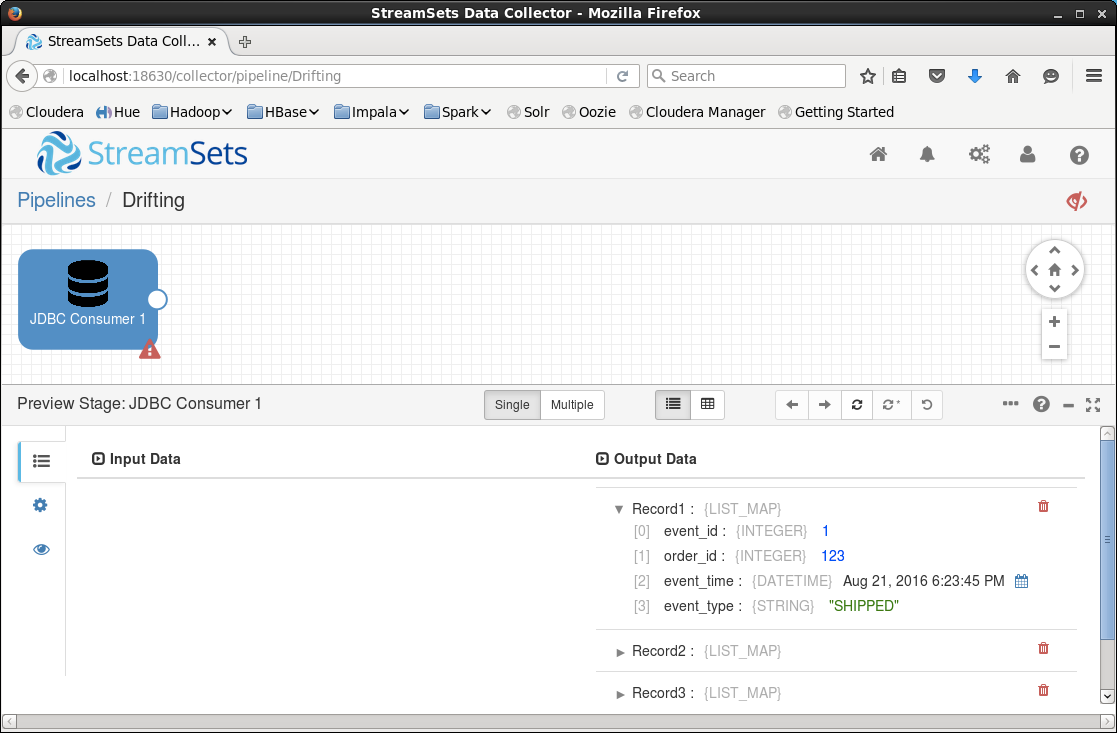 StreamSets Data Collector - Mozilla Firefox
StreamSets Data Coll...
localhost:18630/collector/pipeline/Drifting
Search
Cloudera Hue Hadoop HBase Impala Spark Solr Oozie Cloudera Manager Getting Started
StreamSets
Pipelines / Drifting
JDBC Consumer 1
Preview Stage: JDBC Consumer 1
Single Multiple
Input Data
Output Data
Record1 : {LIST_MAP}
[0] event_id : {INTEGER} 1
[1] order_id : {INTEGER} 123
[2] event_time : {DATETIME} Aug 21, 2016 6:23:45 PM
[3] event_type : {STRING} "SHIPPED"
Record2 : {LIST_MAP}
Record3 : {LIST_MAP}